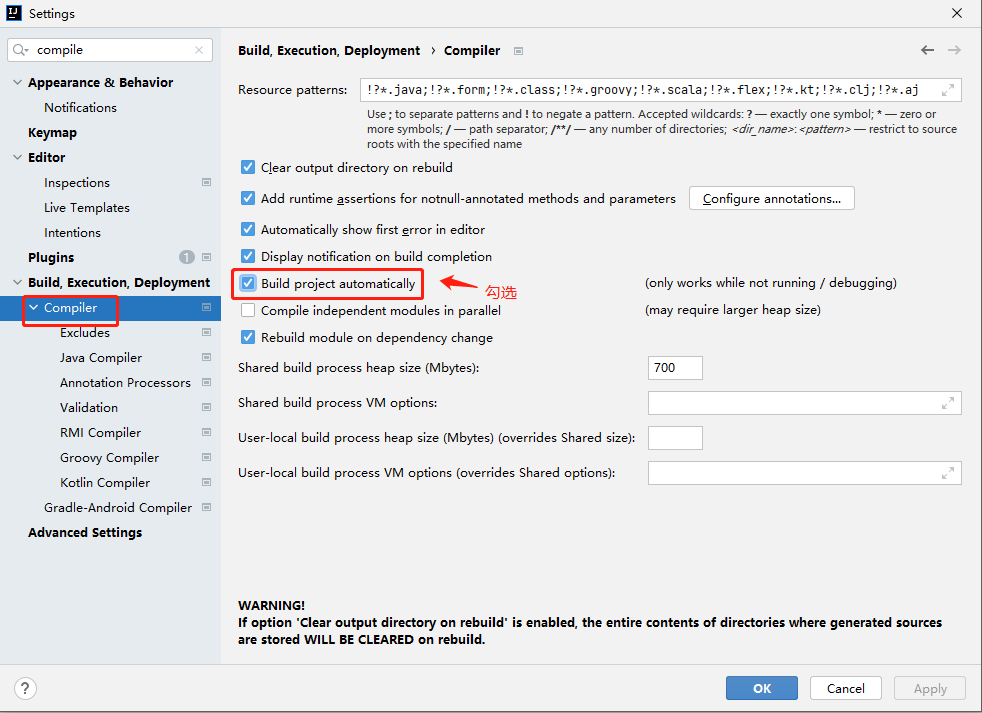 Settings
compile
Appearance & Behavior
Notifications
Keymap
Editor
Inspections
Live Templates
Intentions
Plugins 1
Build, Execution, Deployment
Compiler
Excludes
Java Compiler
Annotation Processors
Validation
RMI Compiler
Groovy Compiler
Kotlin Compiler
Gradle-Android Compiler
Advanced Settings
Build, Execution, Deployment › Compiler
Resource patterns: !?*.java;!?*.form;!?*.class;!?*.groovy;!?*.scala;!?*.flex;!?*.kt;!?*.clj;!?*.aj
Use ; to separate patterns and ! to negate a pattern. Accepted wildcards: ? — exactly one symbol; * — zero or
more symbols; / — path separator; /**/ — any number of directories; <dir_name>:<pattern> — restrict to source
roots with the specified name
Clear output directory on rebuild
Add runtime assertions for notnull-annotated methods and parameters Configure annotations...
Automatically show first error in editor
Display notification on build completion
Build project automatically 勾选 (only works while not running / debugging)
Compile independent modules in parallel (may require larger heap size)
Rebuild module on dependency change
Shared build process heap size (Mbytes): 700
Shared build process VM options:
User-local build process heap size (Mbytes) (overrides Shared size):
User-local build process VM options (overrides Shared options):
WARNING!
If option 'Clear output directory on rebuild' is enabled, the entire contents of directories where generated sources
are stored WILL BE CLEARED on rebuild.
? OK Cancel Apply